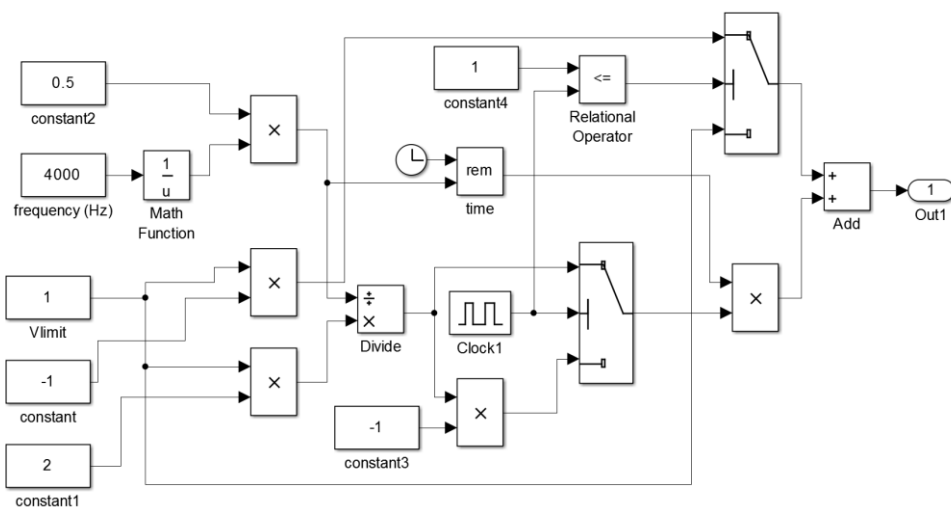 0.5
constant2
×
4000
frequency (Hz)
1
u
Math
Function
1
Vlimit
-1
constant
2
constant1
×
×
÷
×
Divide
1
constant4
<=
Relational
Operator
rem
time
Clock1
-1
constant3
×
×
+
+
Add
1
Out1